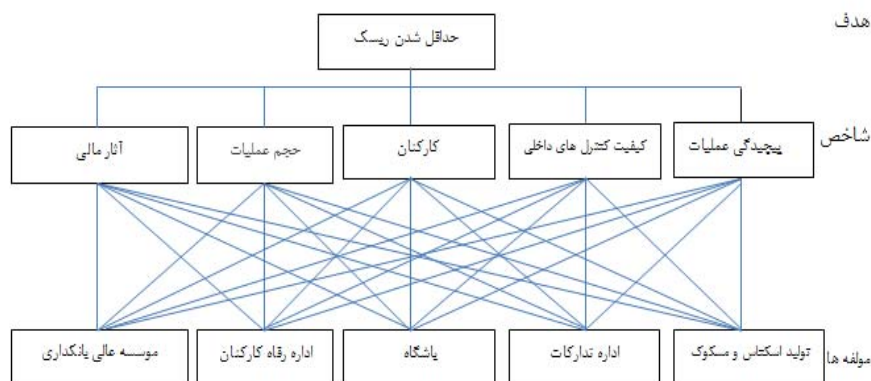 هدف
حداقل شدن ریسک
شاخص
پیچیدگی عملیات
کیفیت کنترل های داخلی
کارکنان
حجم عملیات
آثار مالی
مولفه ها
تولید اسکناس و مسکوک
اداره تدارکات
باشگاه
اداره رفاه کارکنان
موسسه عالی بانکداری